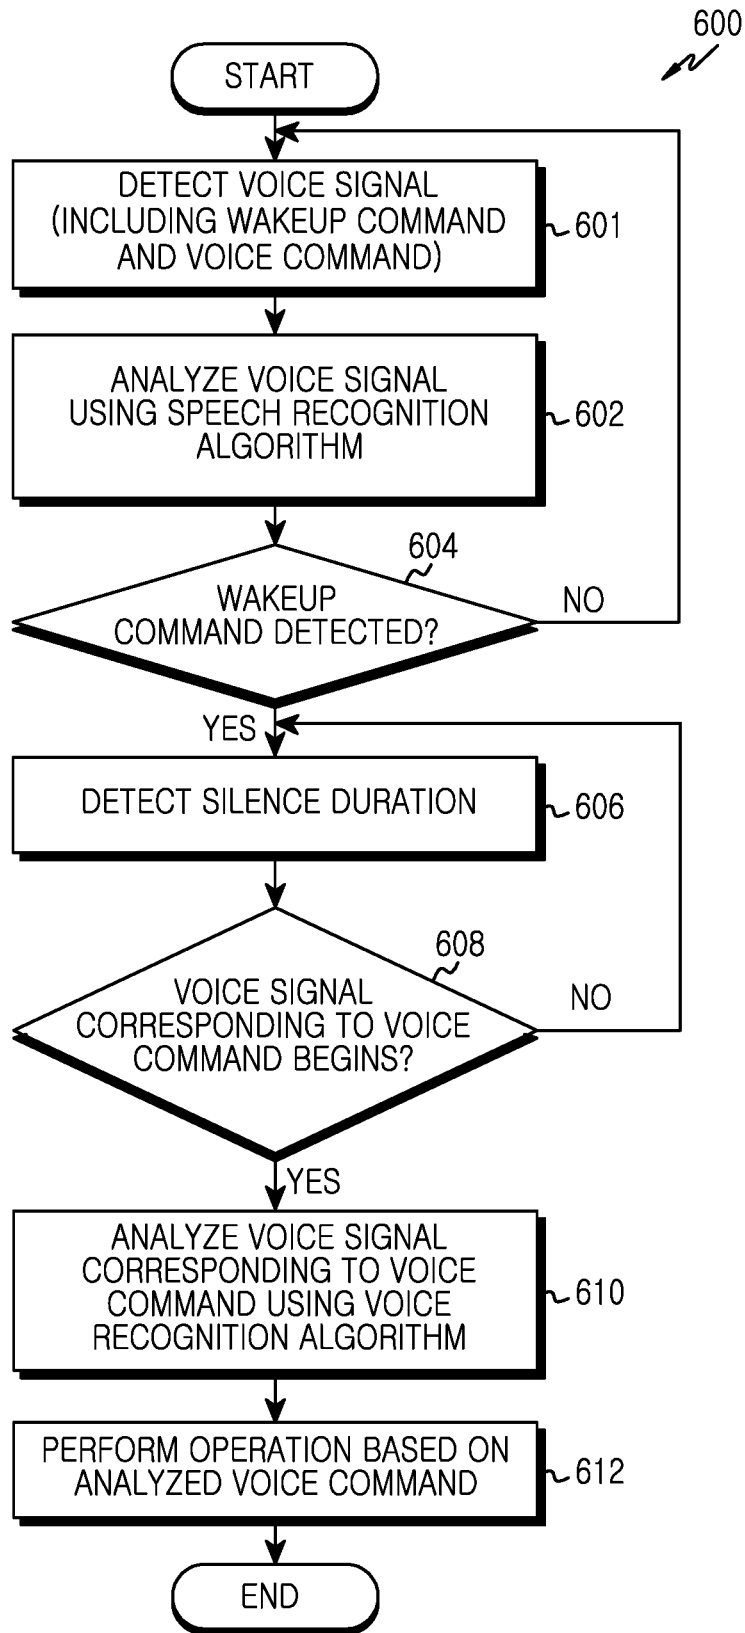 600
START
DETECT VOICE SIGNAL
(INCLUDING WAKEUP COMMAND
AND VOICE COMMAND)
601
ANALYZE VOICE SIGNAL
USING SPEECH RECOGNITION
ALGORITHM
602
604
WAKEUP
COMMAND DETECTED?
NO
YES
DETECT SILENCE DURATION
606
608
VOICE SIGNAL
CORRESPONDING TO VOICE
COMMAND BEGINS?
NO
YES
ANALYZE VOICE SIGNAL
CORRESPONDING TO VOICE
COMMAND USING VOICE
RECOGNITION ALGORITHM
610
PERFORM OPERATION BASED ON
ANALYZED VOICE COMMAND
612
END